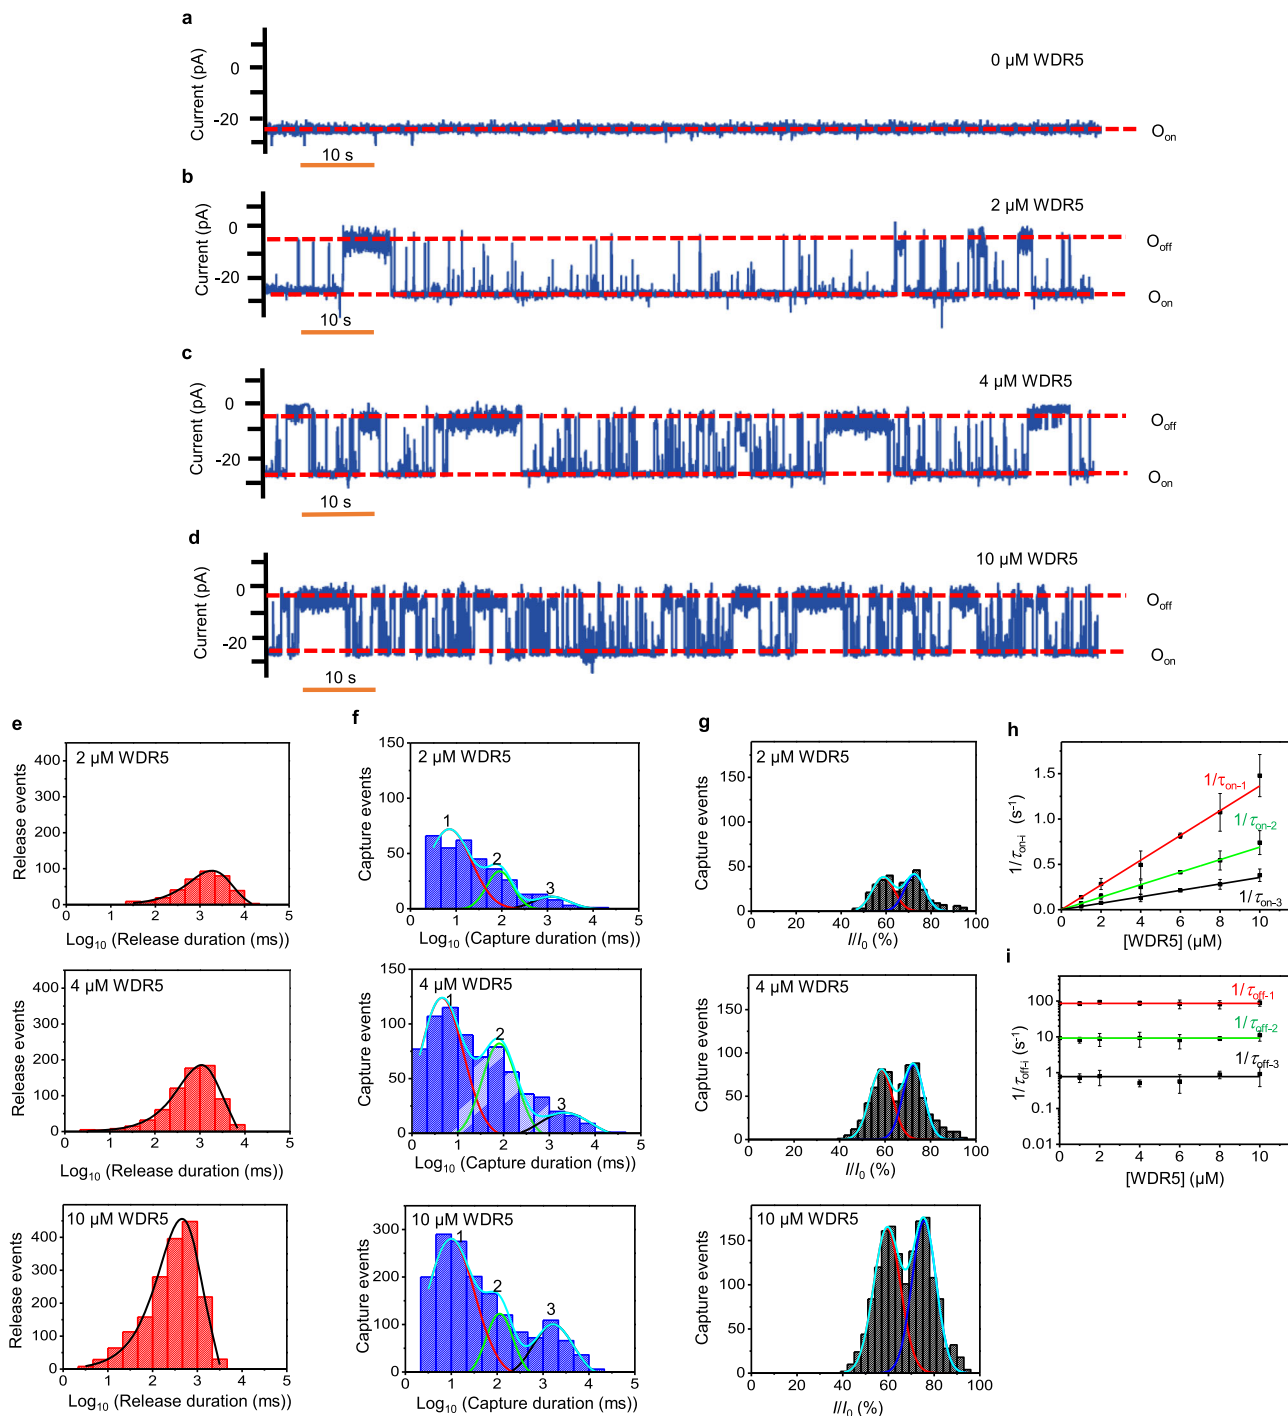 a
Current (pA)
0
-20
0 µM WDR5
O_on
10 s
b
Current (pA)
0
-20
2 µM WDR5
O_off
O_on
10 s
c
Current (pA)
0
-20
4 µM WDR5
O_off
O_on
10 s
d
Current (pA)
0
-20
10 µM WDR5
O_off
O_on
10 s
e
2 µM WDR5
Release events
400
300
200
100
0
0 1 2 3 4 5
Log₁₀ (Release duration (ms))
4 µM WDR5
Release events
400
300
200
100
0
0 1 2 3 4 5
Log₁₀ (Release duration (ms))
10 µM WDR5
Release events
400
300
200
100
0
0 1 2 3 4 5
Log₁₀ (Release duration (ms))
f
2 µM WDR5
Capture events
150
100
50
0
1
2
3
0 1 2 3 4 5
Log₁₀ (Capture duration (ms))
4 µM WDR5
Capture events
150
100
50
0
1
2
3
0 1 2 3 4 5
Log₁₀ (Capture duration (ms))
10 µM WDR5
Capture events
300
200
100
0
1
2
3
0 1 2 3 4 5
Log₁₀ (Capture duration (ms))
g
2 µM WDR5
Capture events
150
100
50
0
0 20 40 60 80 100
I/I₀ (%)
4 µM WDR5
Capture events
150
100
50
0
0 20 40 60 80 100
I/I₀ (%)
10 µM WDR5
Capture events
150
100
50
0
0 20 40 60 80 100
I/I₀ (%)
h
1/τ_on-i (s⁻¹)
1.5
1.0
0.5
0.0
1/τ_on-1
1/τ_on-2
1/τ_on-3
0 2 4 6 8 10
[WDR5] (µM)
i
1/τ_off-i (s⁻¹)
100
10
1
0.1
0.01
1/τ_off-1
1/τ_off-2
1/τ_off-3
0 2 4 6 8 10
[WDR5] (µM)